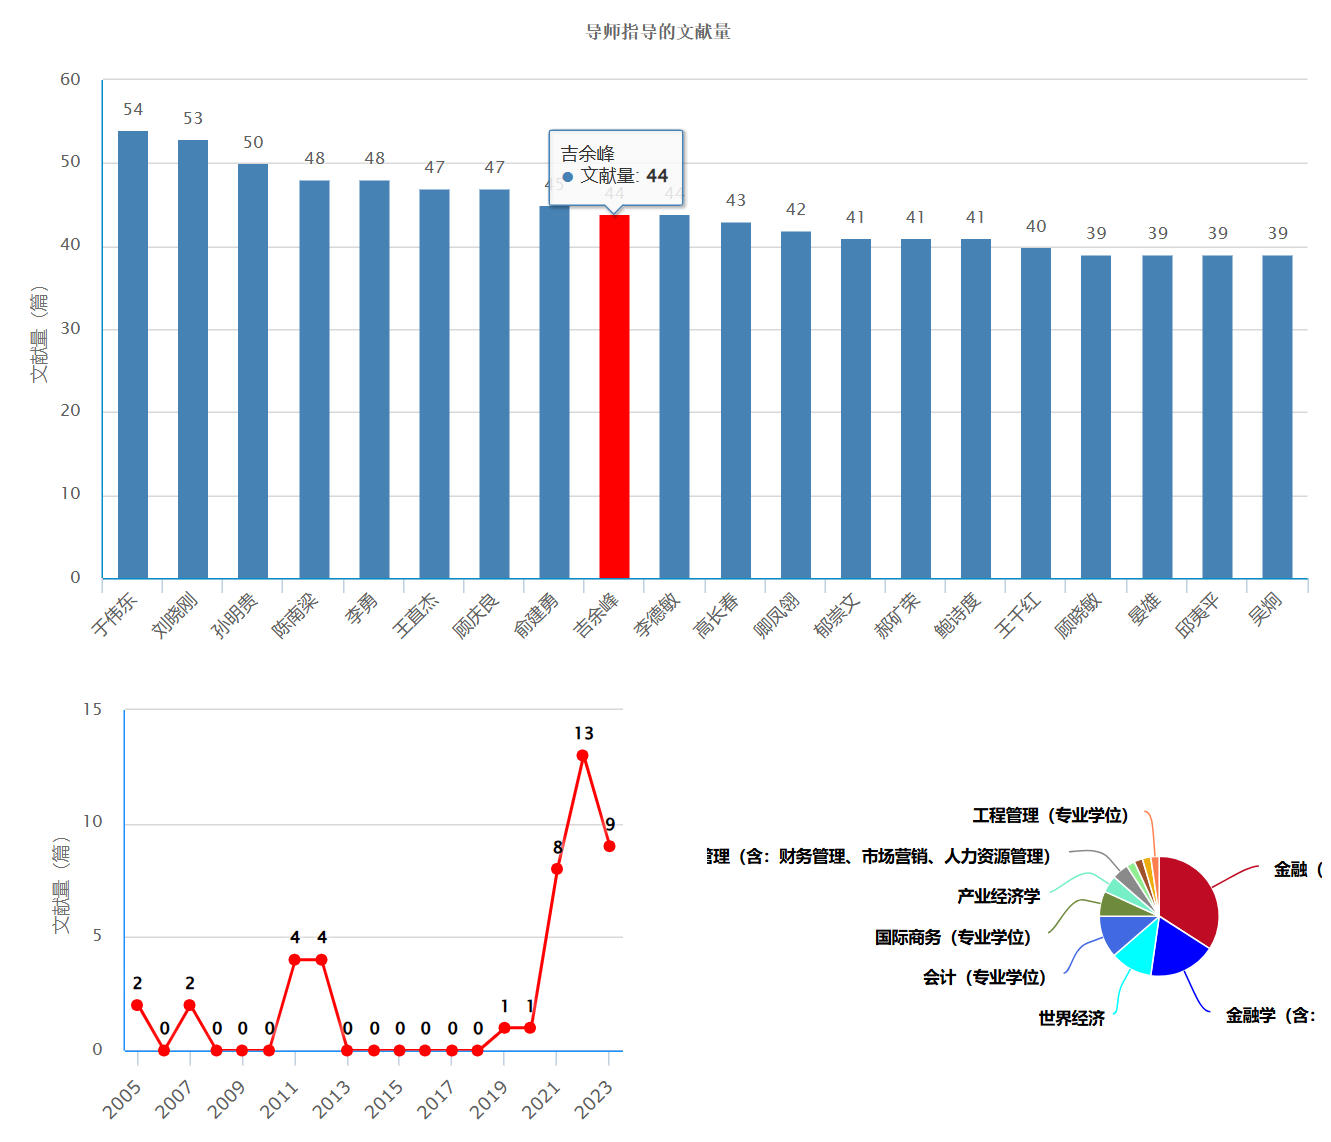 导师指导的文献量
60
50
40
30
20
10
0
文献量（篇）
54
53
50
48
48
47
47
45
44
44
43
42
41
41
41
40
39
39
39
39
吉余峰
文献量: 44
于伟东
刘晓刚
孙明贵
陈南梁
李勇
王直杰
顾庆良
俞建勇
吉余峰
李德敏
高长春
卿凤翎
郁崇文
郝矿荣
鲍诗度
王千红
顾晓敏
晏雄
邱夷平
吴炯
15
10
5
0
文献量（篇）
2
0
2
0
0
0
4
4
0
0
0
0
0
0
1
1
8
13
9
2005
2007
2009
2011
2013
2015
2017
2019
2021
2023
工程管理（专业学位）
管理（含：财务管理、市场营销、人力资源管理）
产业经济学
国际商务（专业学位）
会计（专业学位）
世界经济
金融（
金融学（含：